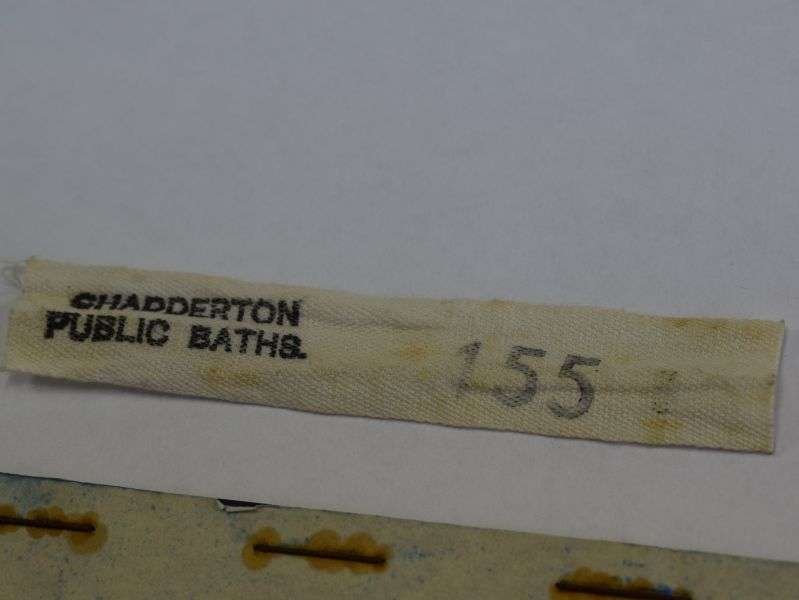 CHADDERTON
PUBLIC BATHS.
155